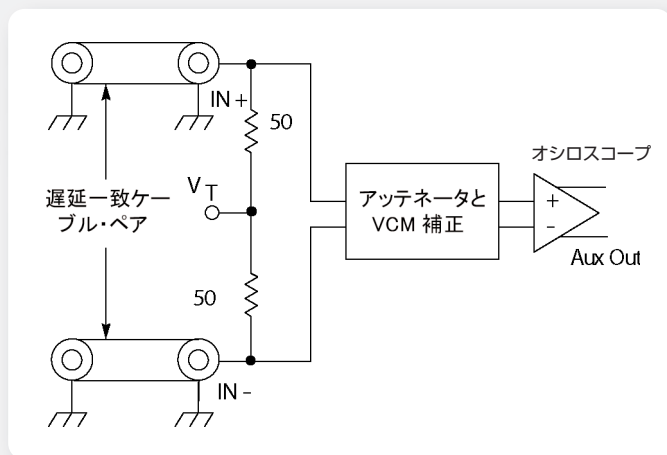 IN +
50
オシロスコープ
遅延一致ケー
ブル・ペア
VT
アッテネータと
VCM 補正
+
-
Aux Out
50
IN -